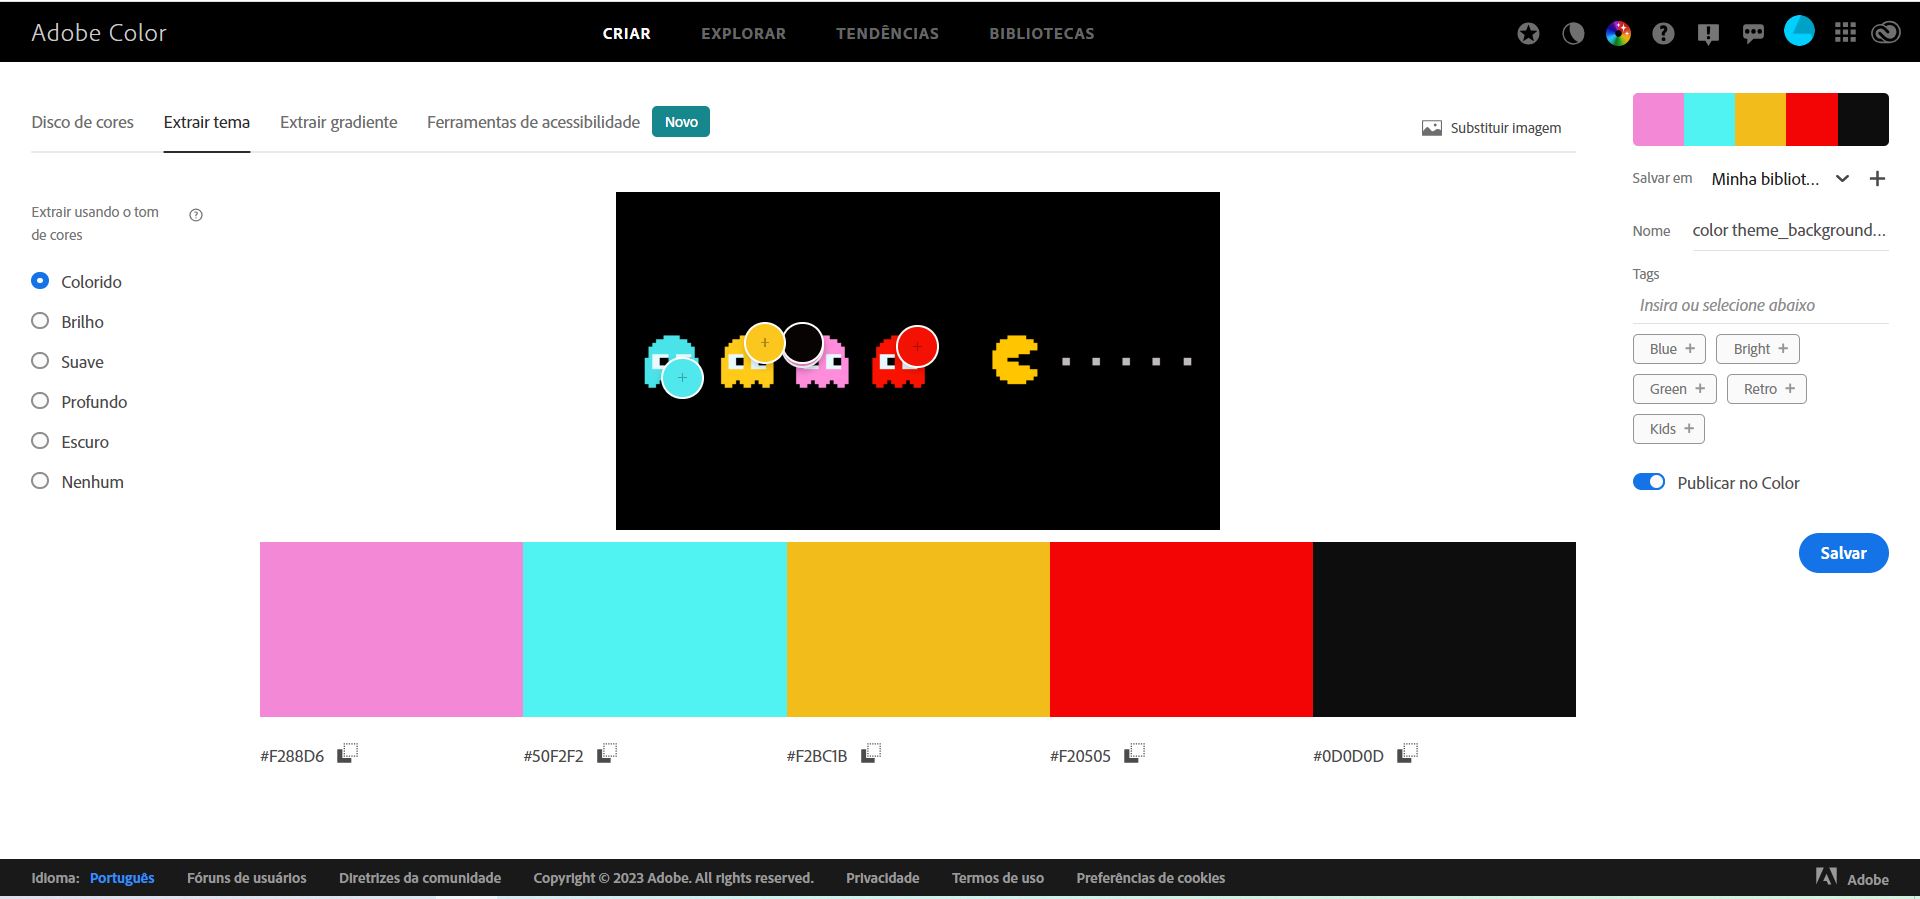 Adobe Color
CRIAR EXPLORAR TENDÊNCIAS BIBLIOTECAS
Disco de cores Extrair tema Extrair gradiente Ferramentas de acessibilidade Novo
Substituir imagem
Extrair usando o tom
de cores
Colorido
Brilho
Suave
Profundo
Escuro
Nenhum
#F288D6 #50F2F2 #F2BC1B #F20505 #0D0D0D
Salvar em Minha bibliot...
Nome color theme_background...
Tags
Insira ou selecione abaixo
Blue + Bright +
Green + Retro +
Kids +
Publicar no Color
Salvar
Idioma: Português Fóruns de usuários Diretrizes da comunidade Copyright © 2023 Adobe. All rights reserved. Privacidade Termos de uso Preferências de cookies Adobe